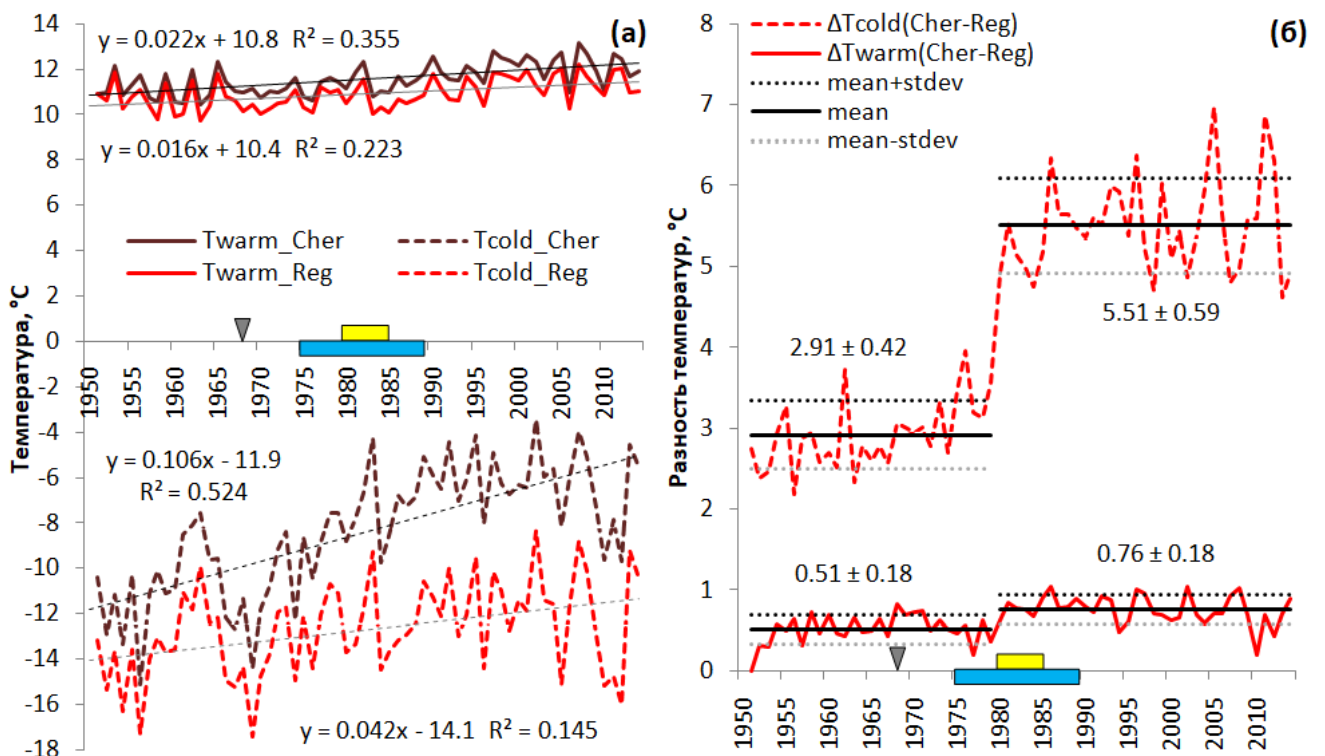 (а)
14
12
10
8
6
4
2
0
-2
-4
-6
-8
-10
-12
-14
-16
-18
Температура, °C
y = 0.022x + 10.8 R² = 0.355
y = 0.016x + 10.4 R² = 0.223
Twarm_Cher
Tcold_Cher
Twarm_Reg
Tcold_Reg
1950
1955
1960
1965
1970
1975
1980
1985
1990
1995
2000
2005
2010
y = 0.106x - 11.9
R² = 0.524
y = 0.042x - 14.1 R² = 0.145
(б)
8
7
6
5
4
3
2
1
0
Разность температур, °C
ΔTcold(Cher-Reg)
ΔTwarm(Cher-Reg)
mean+stdev
mean
mean-stdev
5.51 ± 0.59
2.91 ± 0.42
0.76 ± 0.18
0.51 ± 0.18
1950
1955
1960
1965
1970
1975
1980
1985
1990
1995
2000
2005
2010